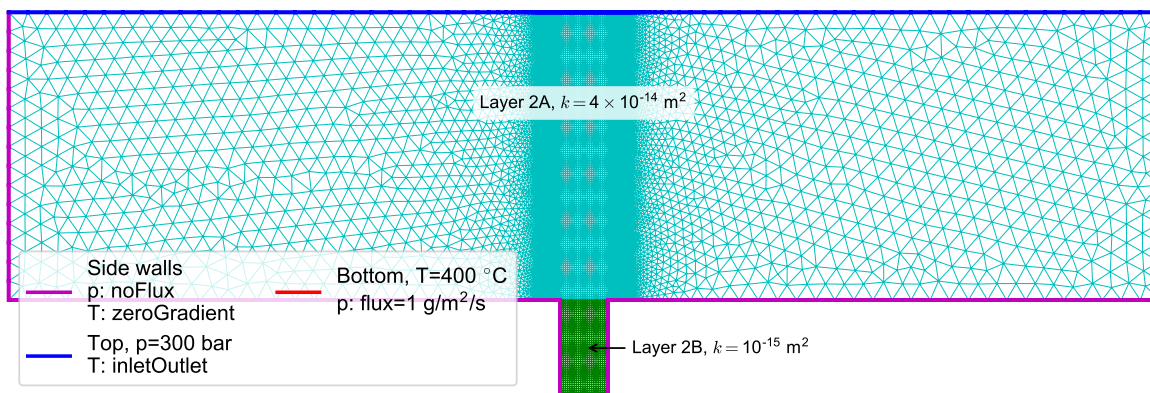 Layer 2A, k = 4 × 10⁻¹⁴ m²
Side walls
p: noFlux
T: zeroGradient
Top, p=300 bar
T: inletOutlet
Bottom, T=400 °C
p: flux=1 g/m²/s
Layer 2B, k = 10⁻¹⁵ m²